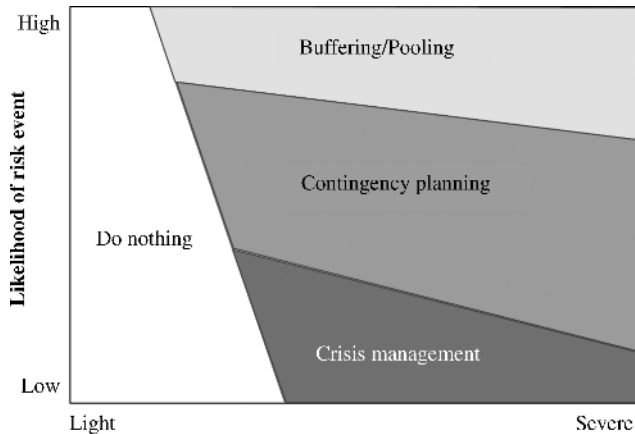 High
Buffering/Pooling
Likelihood of risk event
Contingency planning
Do nothing
Crisis management
Low
Light
Severe